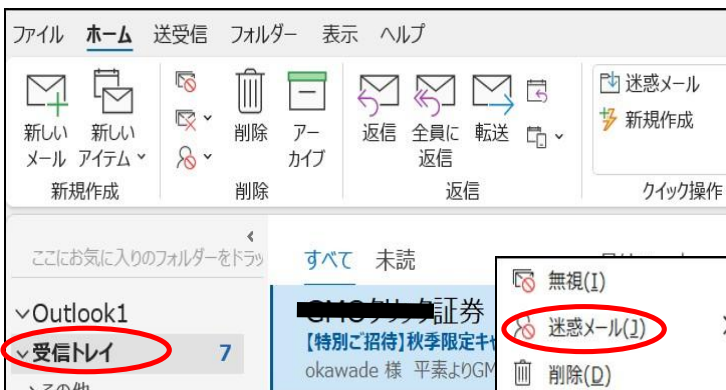 ファイル ホーム 送受信 フォルダー 表示 ヘルプ
新しい
メール
新しい
アイテム
削除
アー
カイブ
返信
全員に
返信
転送
迷惑メール
新規作成
新規作成
削除
返信
クイック操作
ここにお気に入りのフォルダーをドラッ
すべて 未読
Outlook1
受信トレイ 7
その他
証券
【特別ご招待】秋季限定キ
okawade 様 平素よりGM
無視(I)
迷惑メール(J)
削除(D)